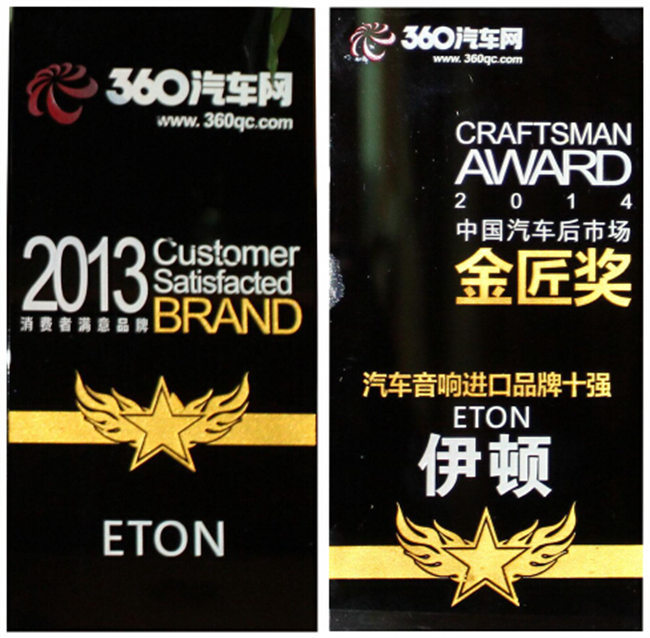 360汽车网
www. 360qc.com
2013 Customer
Satisfacted
消费者满意品牌 BRAND
ETON
360汽车网
www. 360qc.com
CRAFTSMAN
AWARD
2014
中国汽车后市场
金匠奖
汽车音响进口品牌十强
ETON
伊顿